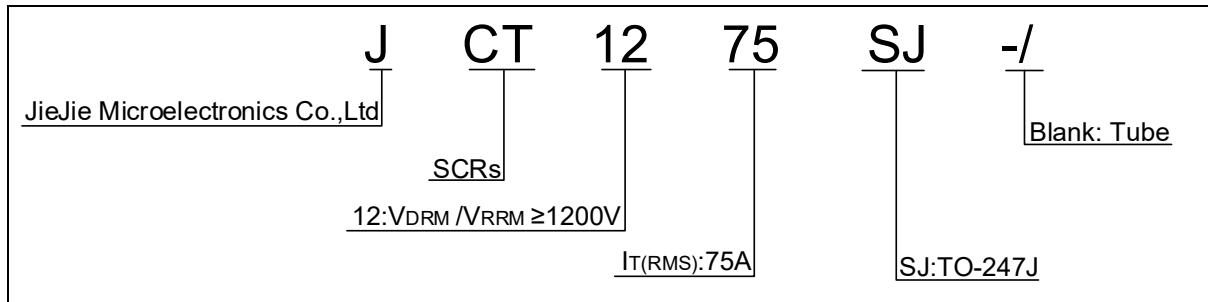 J CT 12 75 SJ -/
JieJie Microelectronics Co.,Ltd
Blank: Tube
SCRs
12:VDRM /VRRM ≥1200V
IT(RMS):75A
SJ:TO-247J